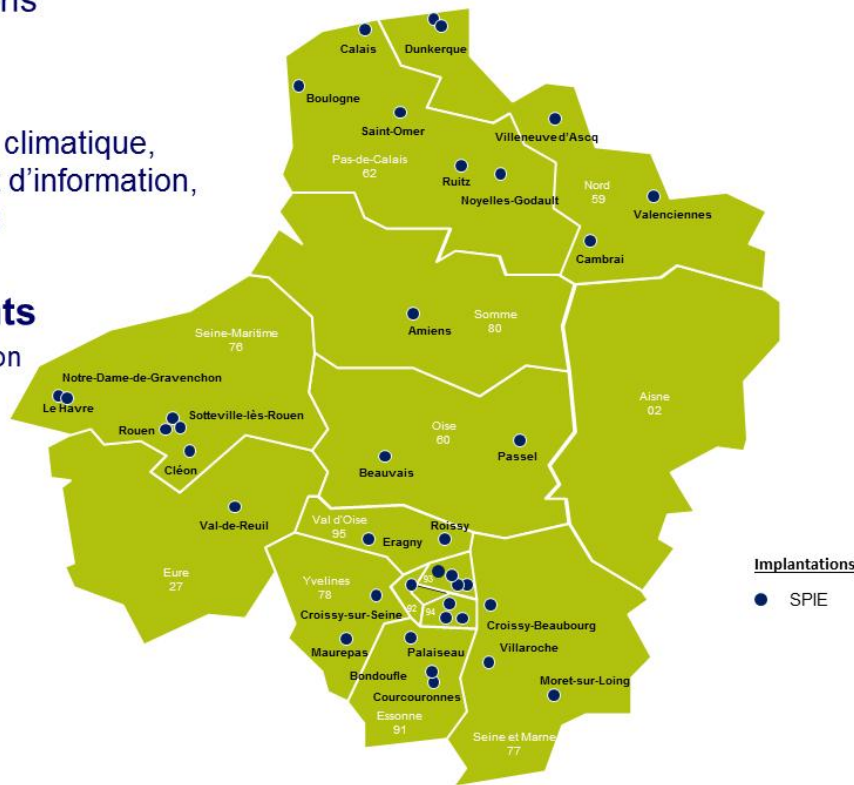 ns
climatique,
d’information,
ts
on
Calais
Dunkerque
Boulogne
Saint-Omer
Villeneuve d’Ascq
Pas-de-Calais
62
Ruitz
Noyelles-Godault
Nord
59
Valenciennes
Cambrai
Somme
80
Amiens
Seine-Maritime
76
Notre-Dame-de-Gravenchon
Le Havre
Sotteville-lès-Rouen
Rouen
Cléon
Oise
60
Beauvais
Passel
Aisne
02
Val-de-Reuil
Eure
27
Val d’Oise
95
Eragny
Roissy
Yvelines
78
93
92
94
Croissy-sur-Seine
Croissy-Beaubourg
Maurepas
Palaiseau
Villaroche
Bondoufle
Courcouronnes
Moret-sur-Loing
Essonne
91
Seine et Marne
77
Implantations
SPIE